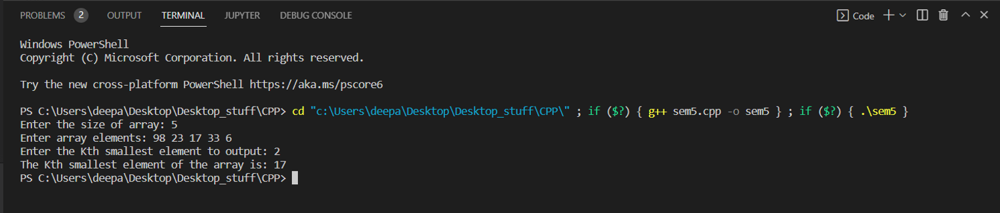 PROBLEMS 2 OUTPUT TERMINAL JUPYTER DEBUG CONSOLE Code
Windows PowerShell
Copyright (C) Microsoft Corporation. All rights reserved.
Try the new cross-platform PowerShell https://aka.ms/pscore6
PS C:\Users\deepa\Desktop\Desktop_stuff\CPP> cd "c:\Users\deepa\Desktop\Desktop_stuff\CPP\" ; if ($?) { g++ sem5.cpp -o sem5 } ; if ($?) { .\sem5 }
Enter the size of array: 5
Enter array elements: 98 23 17 33 6
Enter the Kth smallest element to output: 2
The Kth smallest element of the array is: 17
PS C:\Users\deepa\Desktop\Desktop_stuff\CPP>